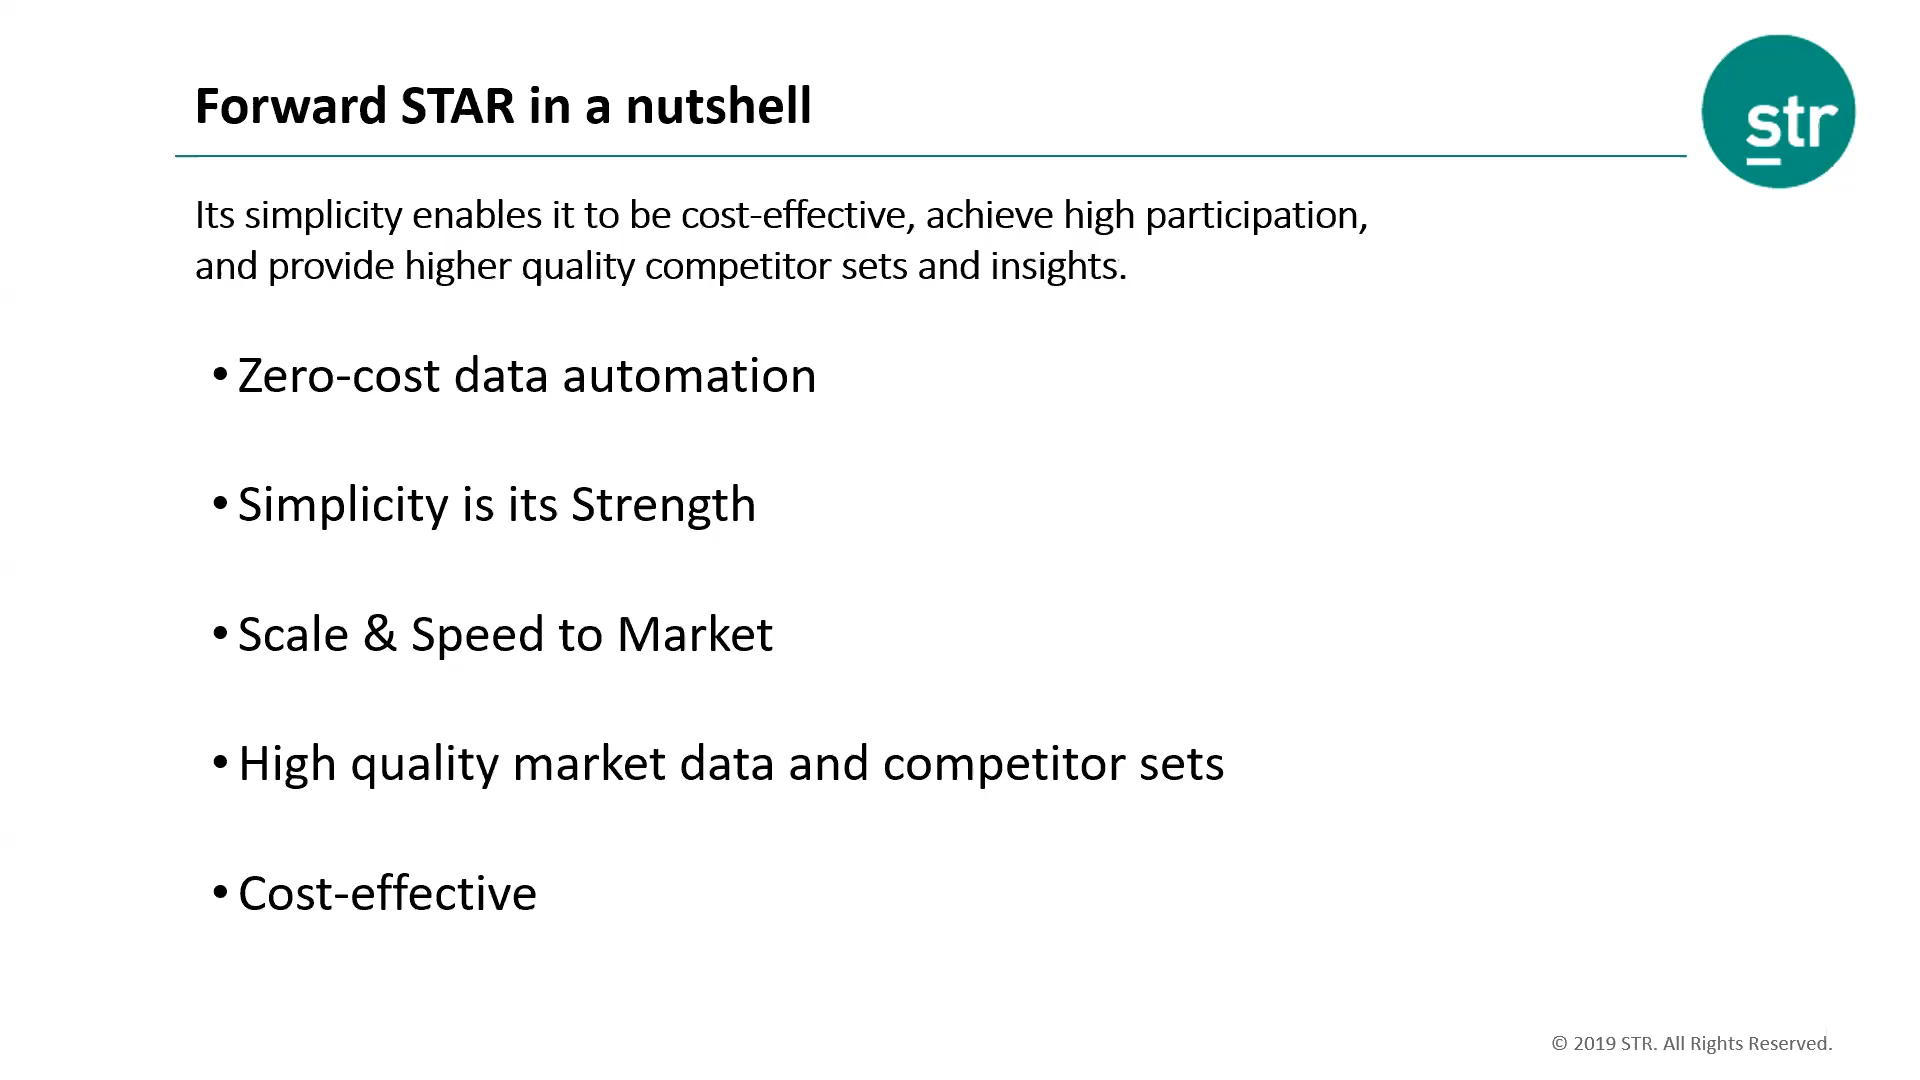 Forward STAR in a nutshell
str
Its simplicity enables it to be cost-effective, achieve high participation,
and provide higher quality competitor sets and insights.
• Zero-cost data automation
• Simplicity is its Strength
• Scale & Speed to Market
• High quality market data and competitor sets
• Cost-effective
© 2019 STR. All Rights Reserved.